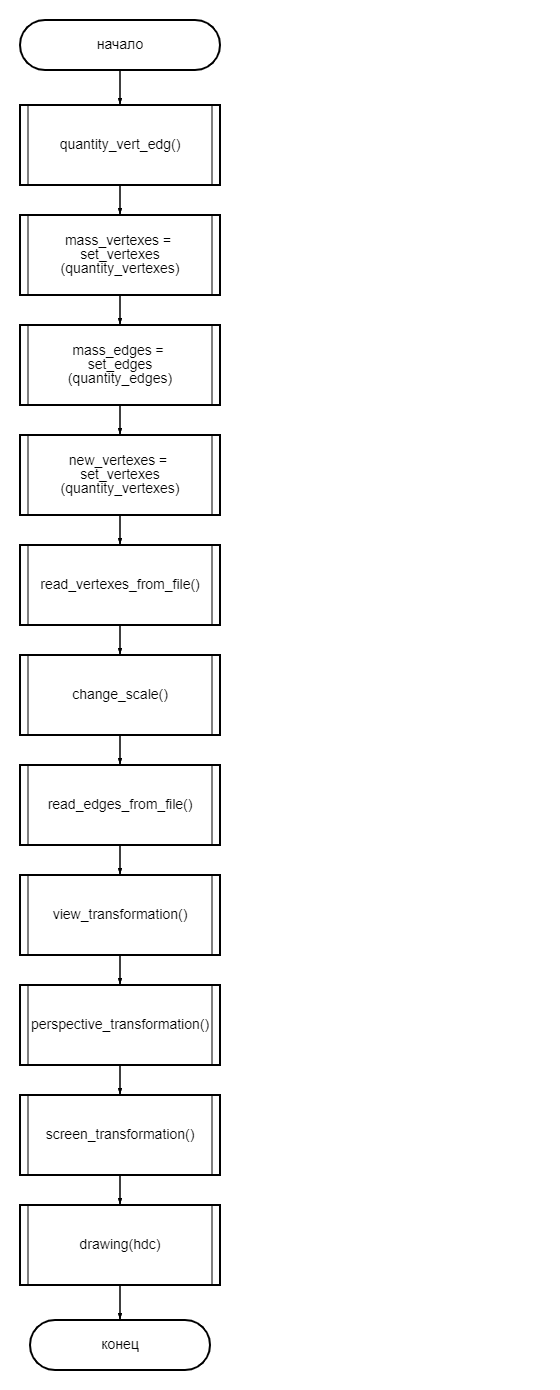 начало
quantity_vert_edg()
mass_vertexes =
set_vertexes
(quantity_vertexes)
mass_edges =
set_edges
(quantity_edges)
new_vertexes =
set_vertexes
(quantity_vertexes)
read_vertexes_from_file()
change_scale()
read_edges_from_file()
view_transformation()
perspective_transformation()
screen_transformation()
drawing(hdc)
конец